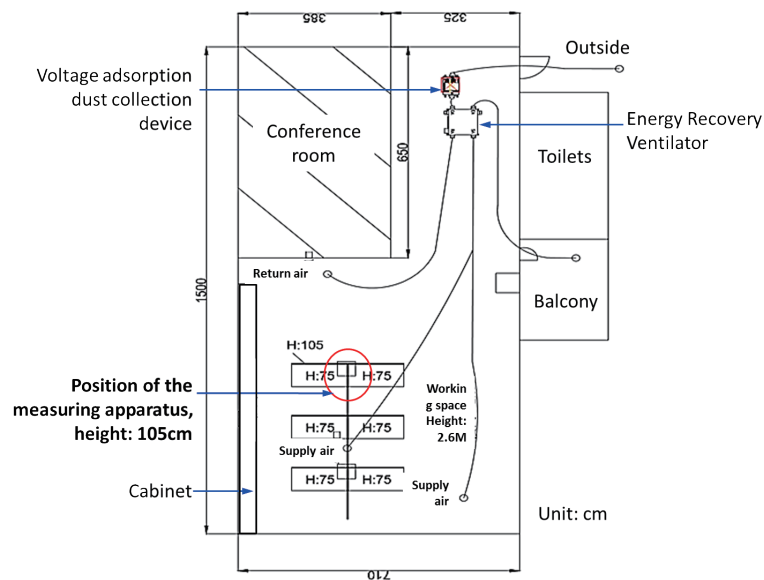 385
325
Outside
Voltage adsorption
dust collection
device
Energy Recovery
Ventilator
Conference
room
650
Toilets
Return air
1500
Balcony
H:105
H:75
H:75
Position of the
measuring apparatus,
height: 105cm
Workin
g space
Height:
2.6M
H:75
H:75
Supply air
H:75
H:75
Supply
air
Cabinet
Unit: cm
710